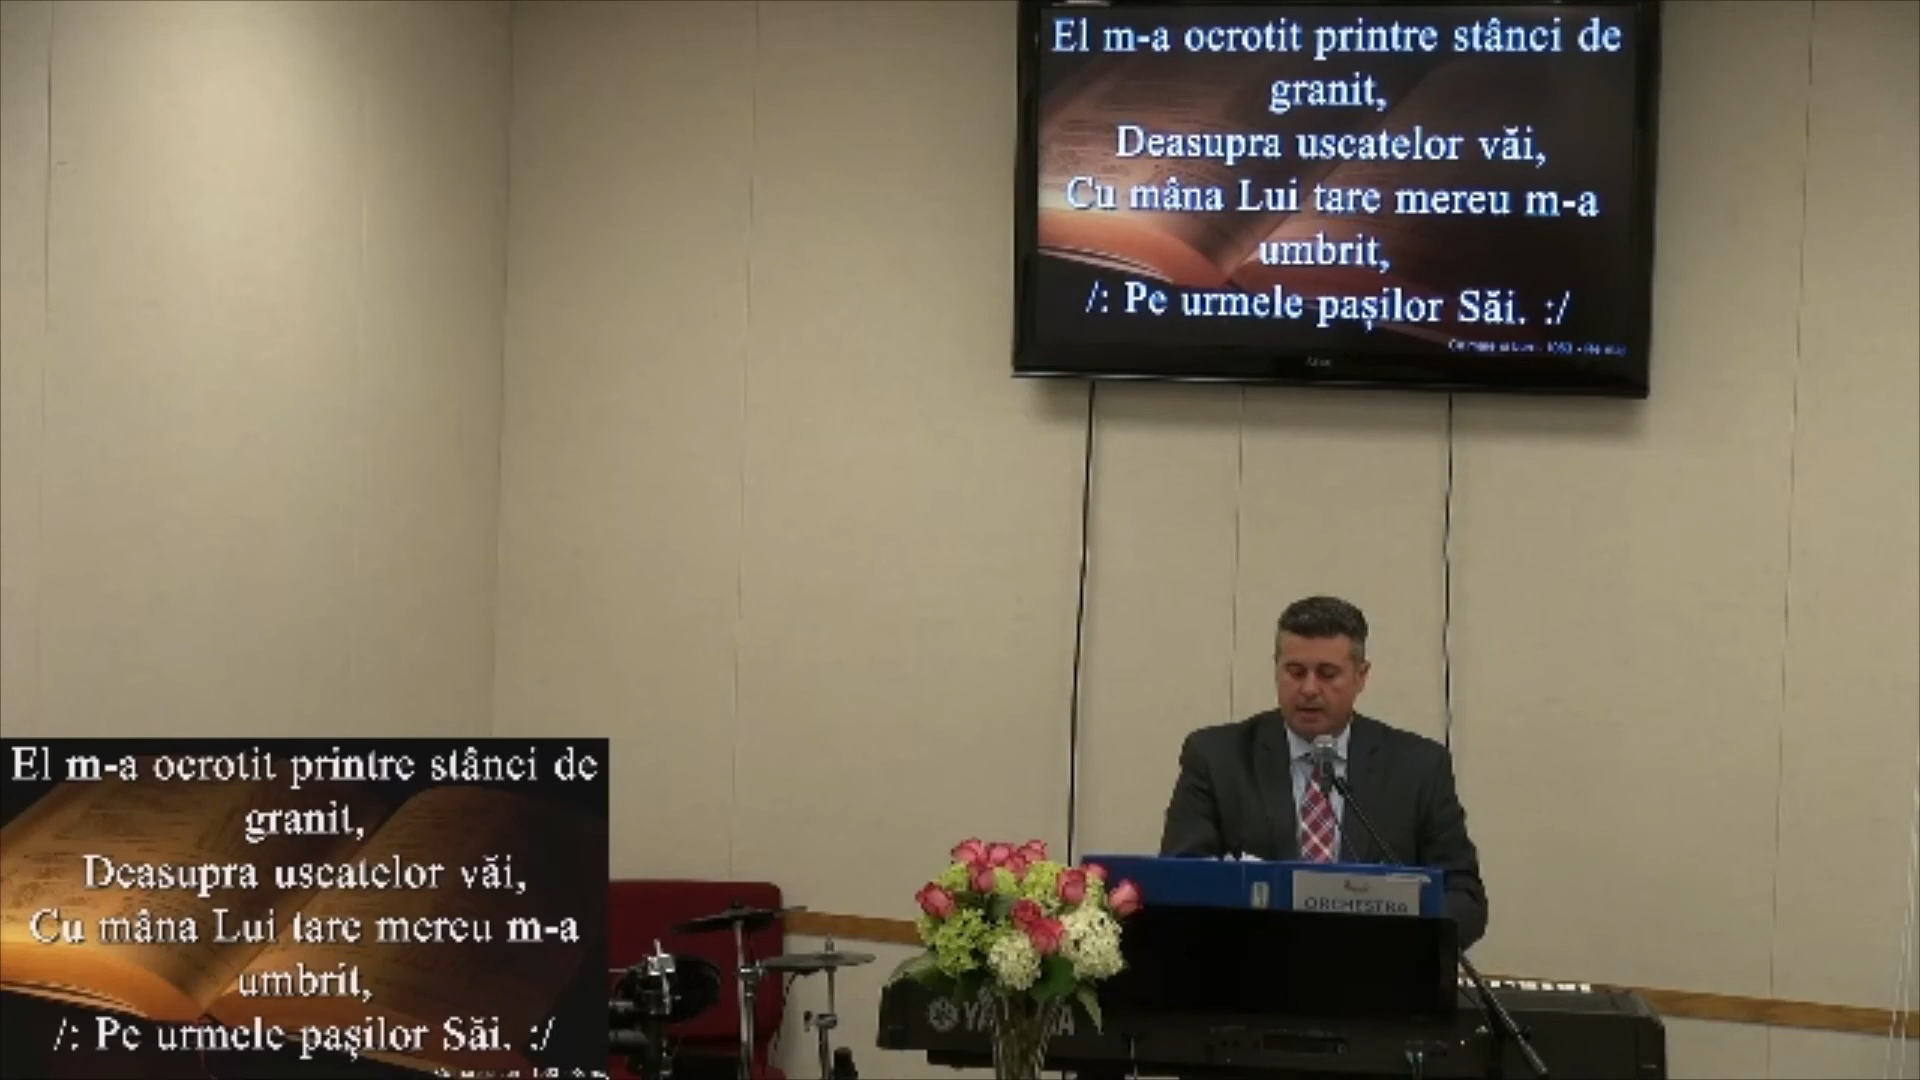 El m-a ocrotit printre stânci de
granit,
Deasupra uscatelor văi,
Cu mâna Lui tare mereu m-a
umbrit,
/: Pe urmele pașilor Săi. :/
El m-a ocrotit printre stânci de
granit,
Deasupra uscatelor văi,
Cu mâna Lui tare mereu m-a
umbrit,
/: Pe urmele pașilor Săi. :/
ORCHESTRA